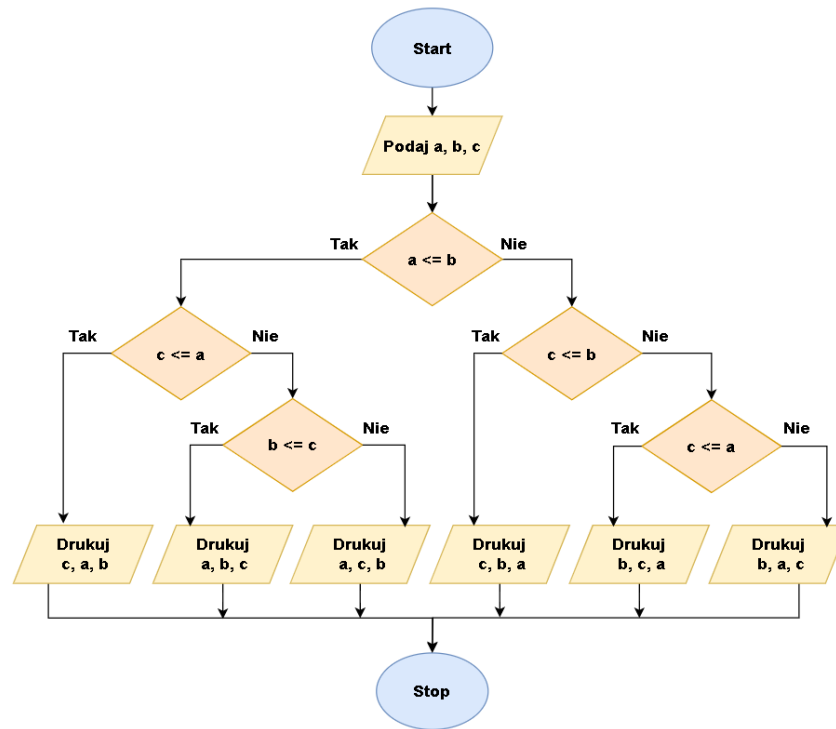 Start
Podaj a, b, c
Tak
Nie
a <= b
Tak
Nie
Tak
Nie
c <= a
c <= b
Tak
Nie
Tak
Nie
b <= c
c <= a
Drukuj
c, a, b
Drukuj
a, b, c
Drukuj
a, c, b
Drukuj
c, b, a
Drukuj
b, c, a
Drukuj
b, a, c
Stop